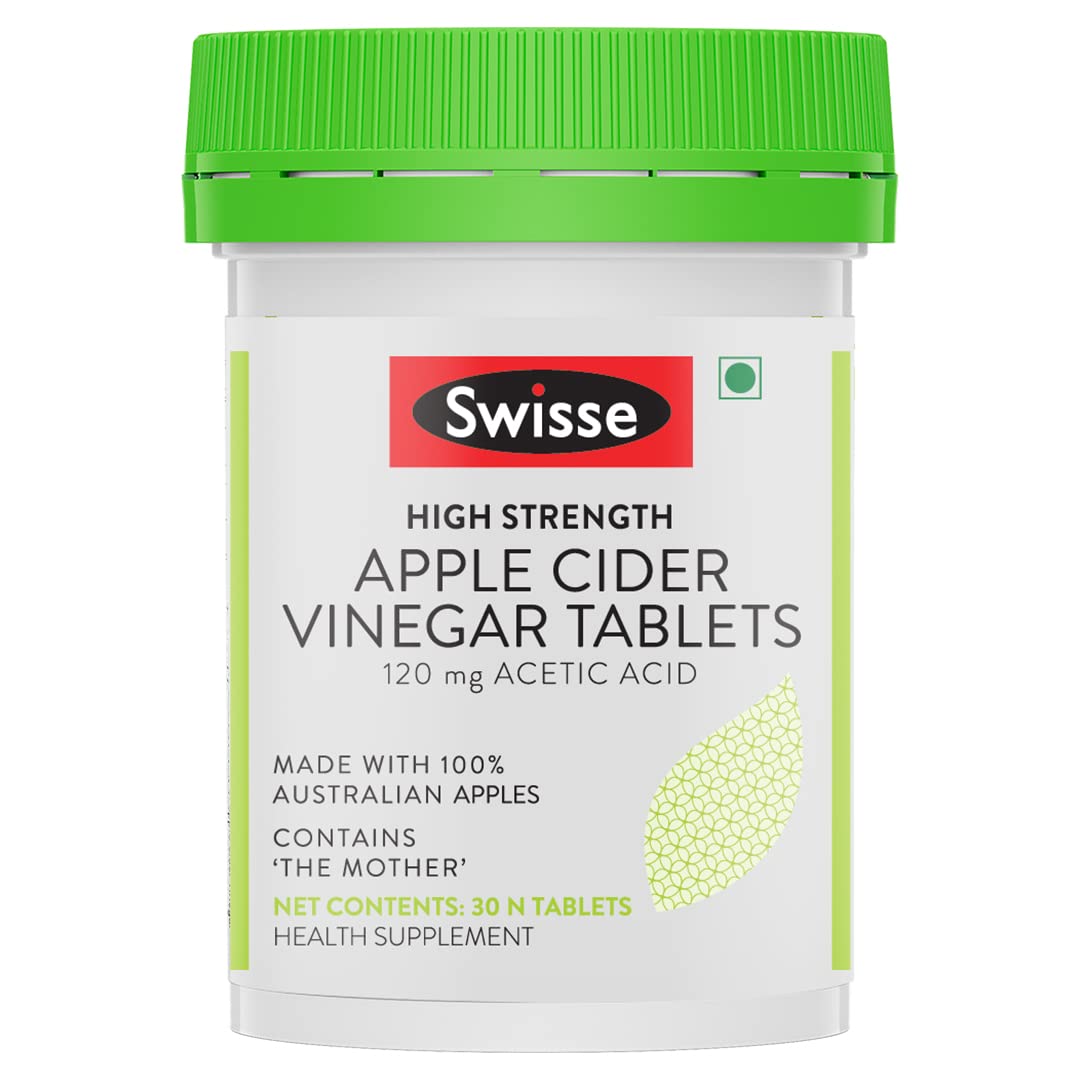 Swisse
HIGH STRENGTH
APPLE CIDER
VINEGAR TABLETS
120 mg ACETIC ACID
MADE WITH 100%
AUSTRALIAN APPLES
CONTAINS
‘THE MOTHER’
NET CONTENTS: 30 N TABLETS
HEALTH SUPPLEMENT